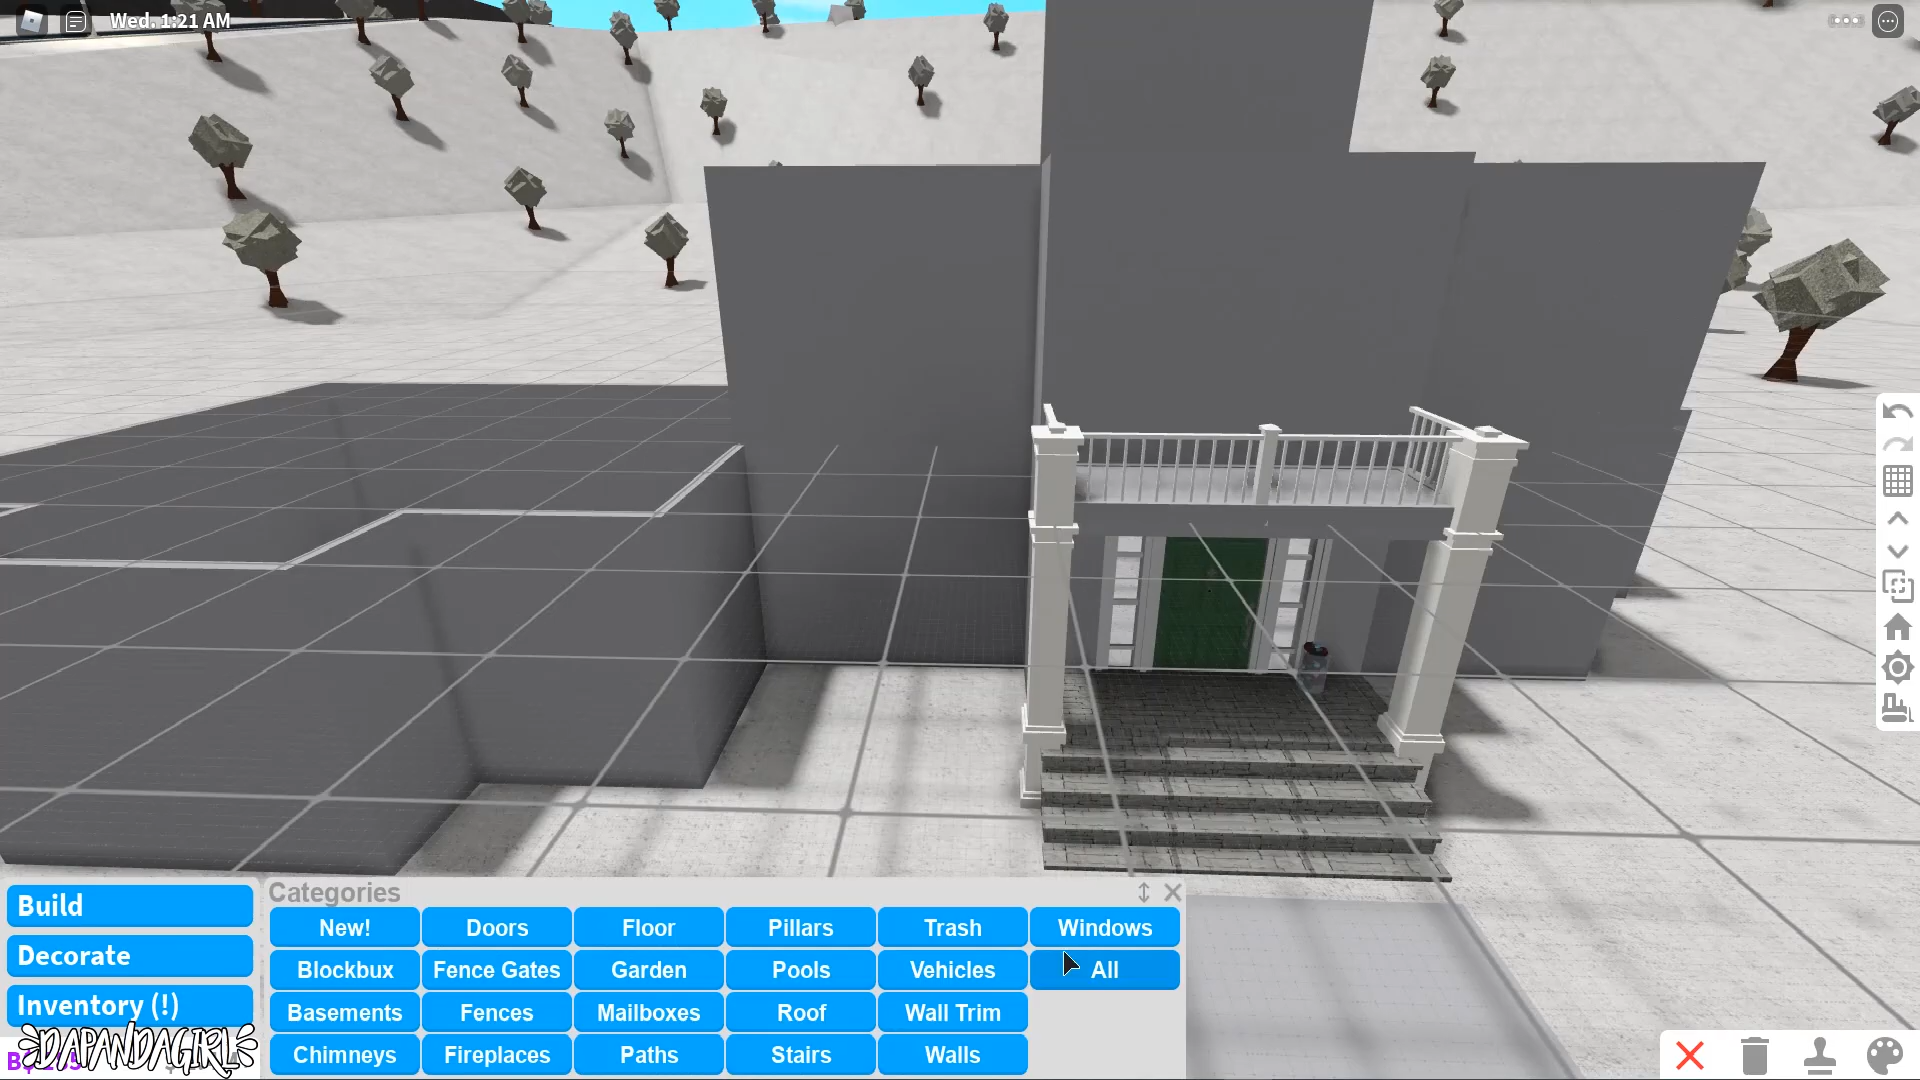 Wed. 1:21 AM
Build
Decorate
Inventory (!)
Categories
New! Doors Floor Pillars Trash Windows
Blockbux Fence Gates Garden Pools Vehicles All
Basements Fences Mailboxes Roof Wall Trim
Chimneys Fireplaces Paths Stairs Walls
DAPANDAGIRL